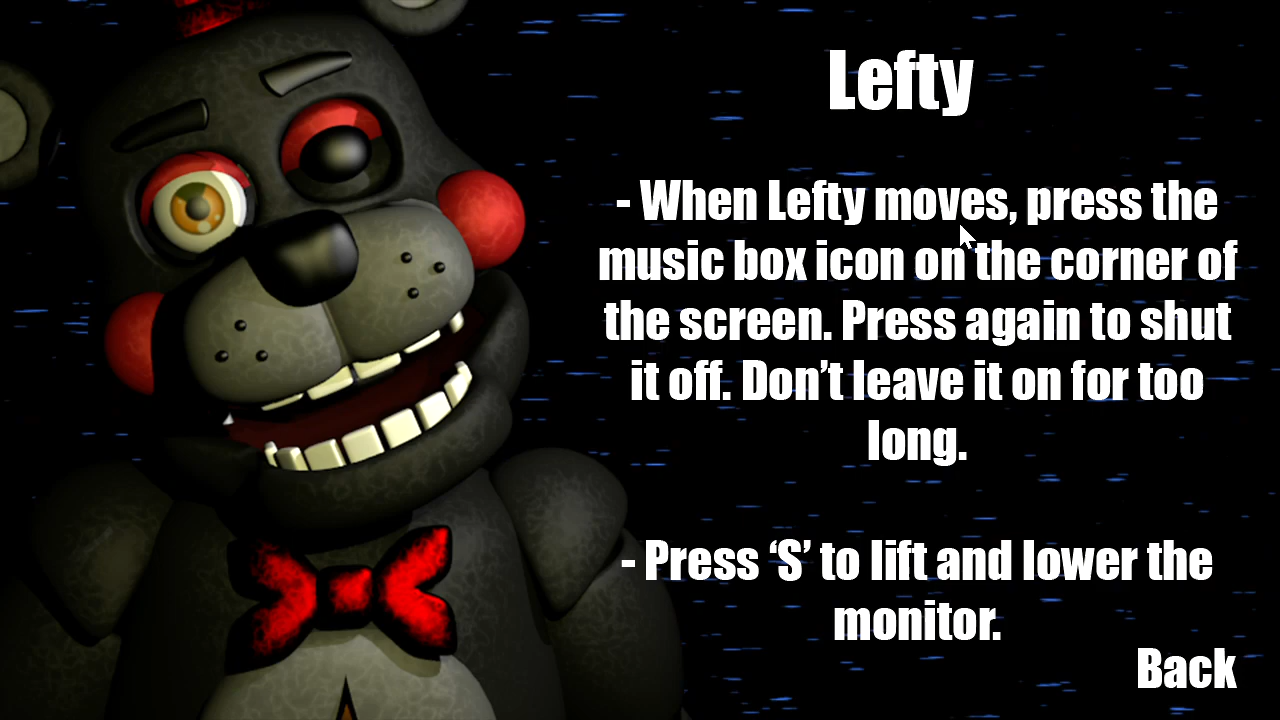 Lefty
- When Lefty moves, press the
music box icon on the corner of
the screen. Press again to shut
it off. Don’t leave it on for too
long.
- Press ‘S’ to lift and lower the
monitor.
Back